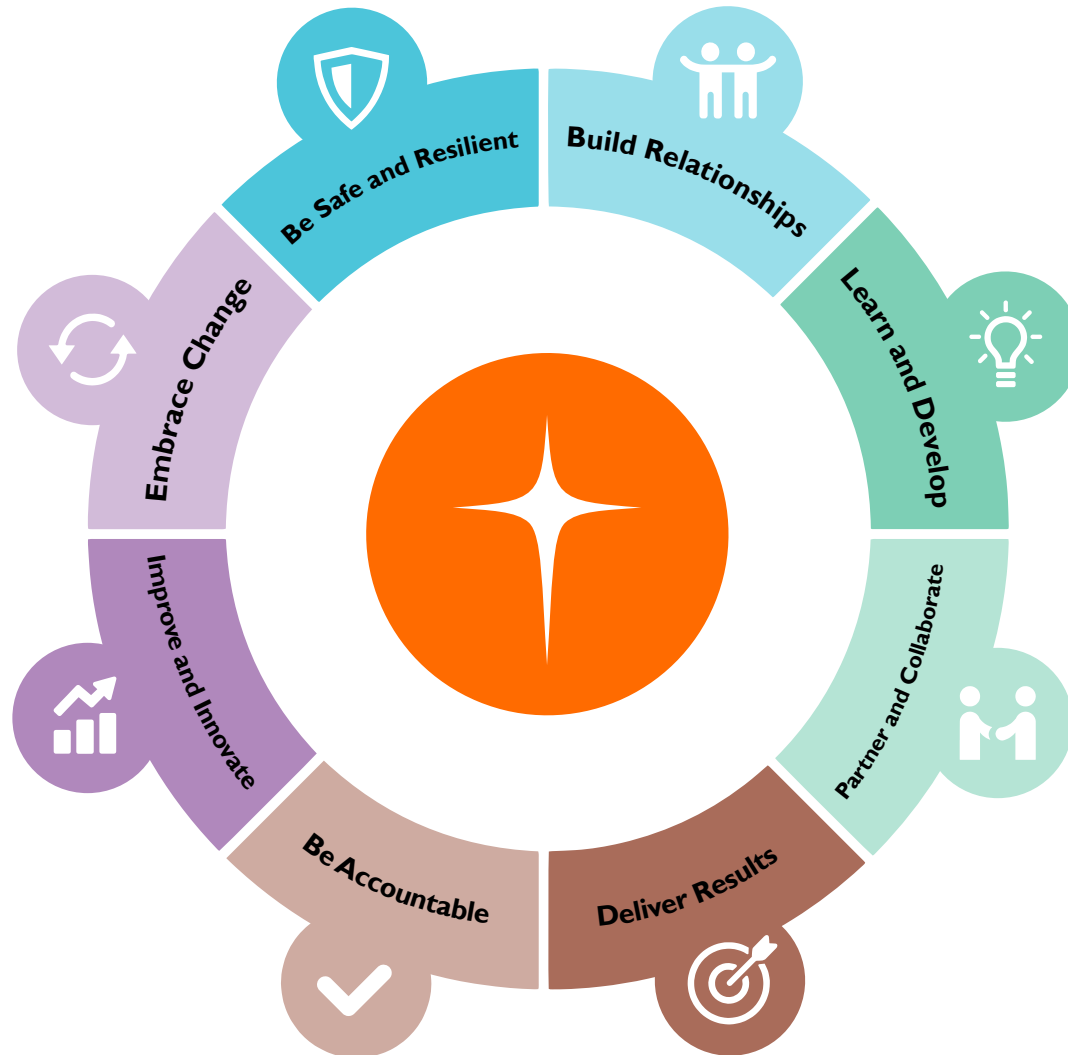 Be Safe and Resilient
Build Relationships
Learn and Develop
Partner and Collaborate
Deliver Results
Be Accountable
Improve and Innovate
Embrace Change